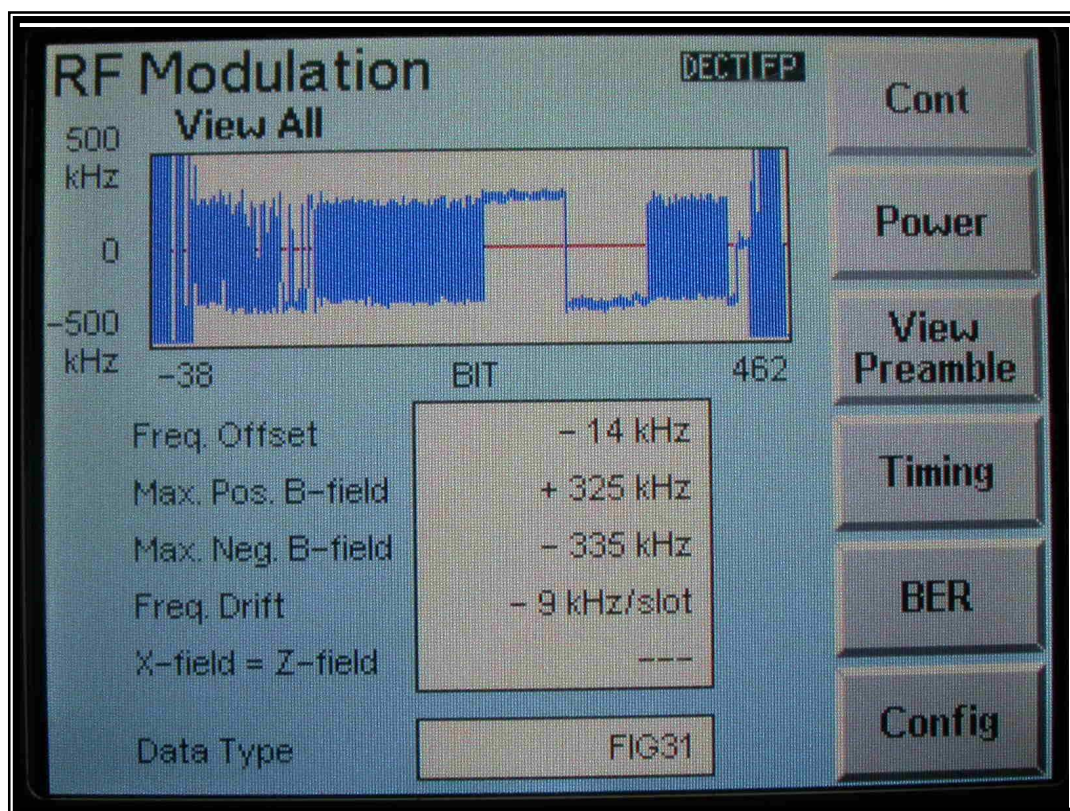 RF Modulation
DECT FP
View All
500
kHz
0
-500
kHz
-38
BIT
462
Freq. Offset
- 14 kHz
Max. Pos. B-field
+ 325 kHz
Max. Neg. B-field
- 335 kHz
Freq. Drift
- 9 kHz/slot
X-field = Z-field
---
Data Type
FIG31
Cont
Power
View
Preamble
Timing
BER
Config